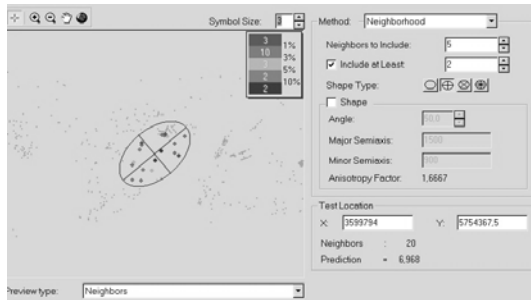 Symbol Size:
3 1%
10 3%
5%
2 10%
2
Preview type: Neighbors
Method: Neighborhood
Neighbors to Include: 5
Include at Least: 2
Shape Type:
Shape
Angle:
Major Semiaxis: 1500
Minor Semiaxis: 900
Anisotropy Factor: 1,6667
Test Location
X: 3599794 Y: 5754367,5
Neighbors : 20
Prediction = 6.968